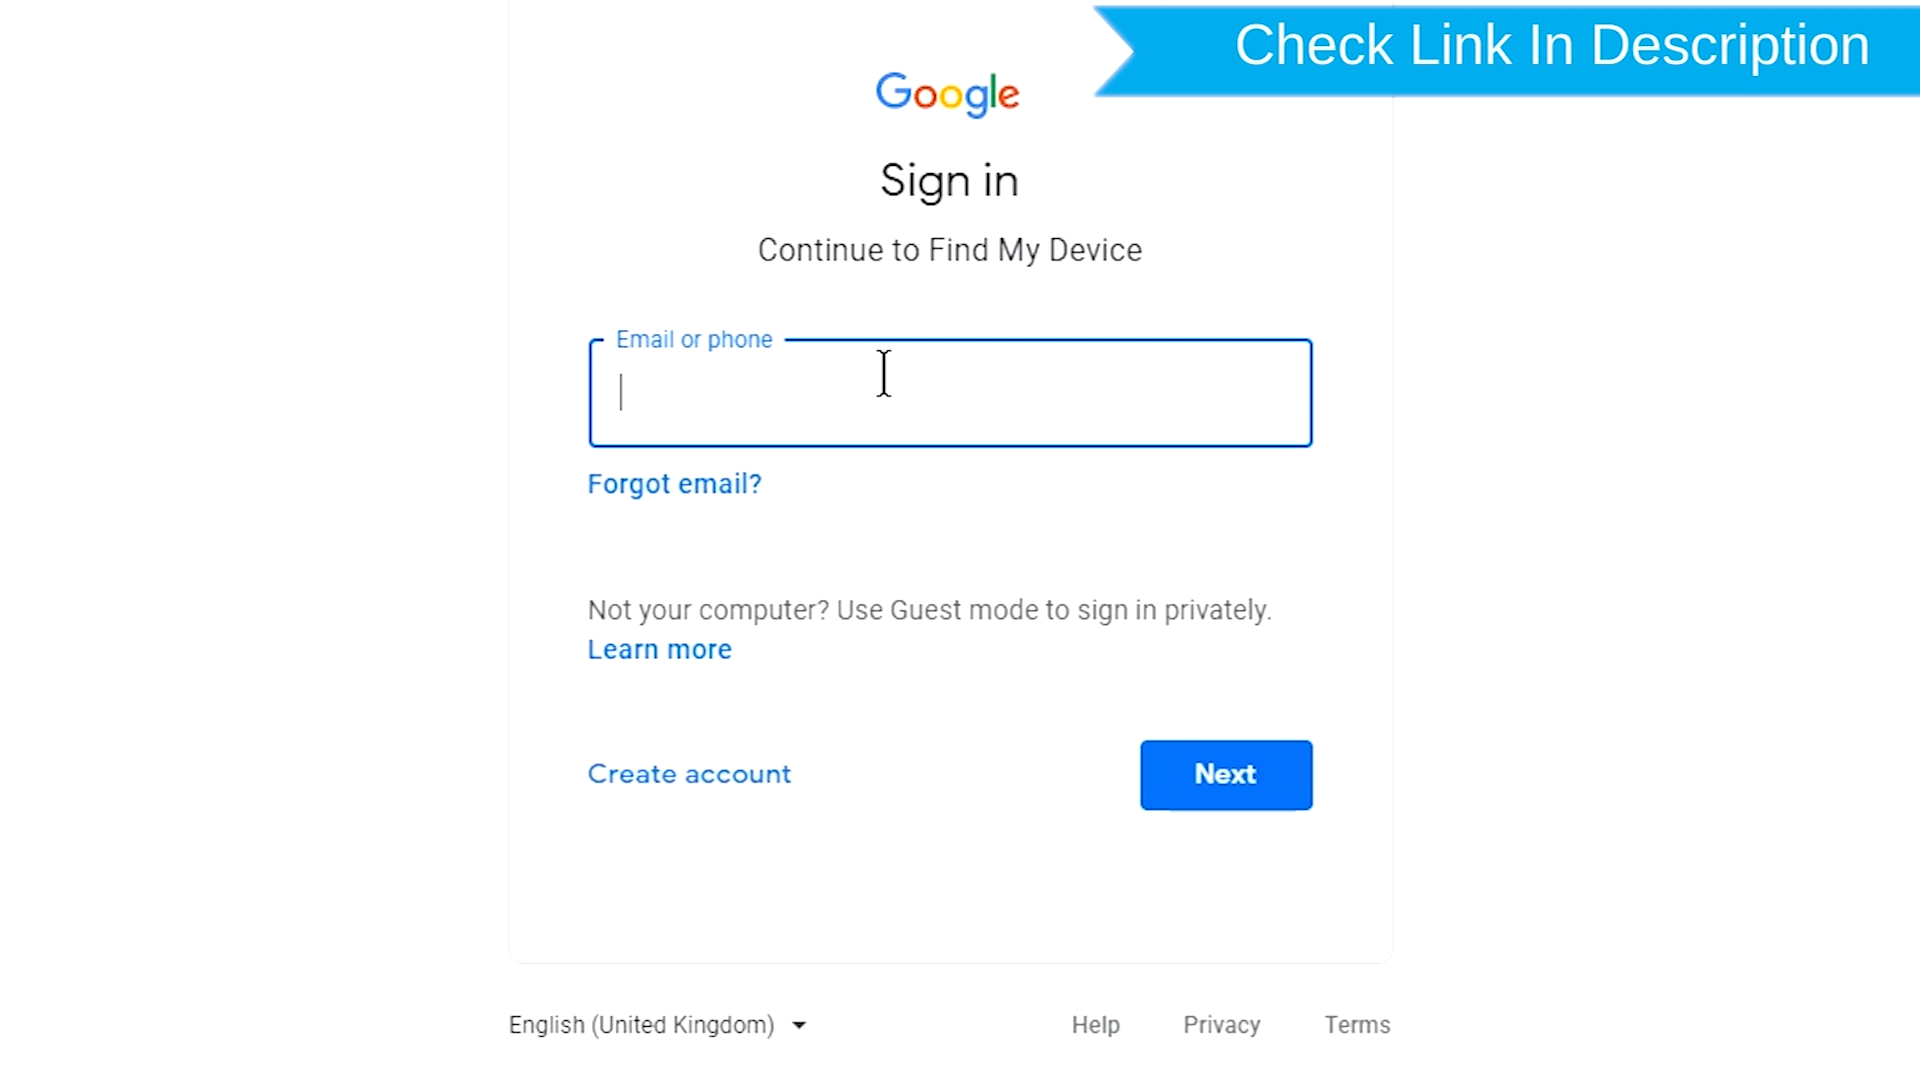 Check Link In Description
Google
Sign in
Continue to Find My Device
Email or phone
Forgot email?
Not your computer? Use Guest mode to sign in privately.
Learn more
Create account
Next
English (United Kingdom)
Help
Privacy
Terms